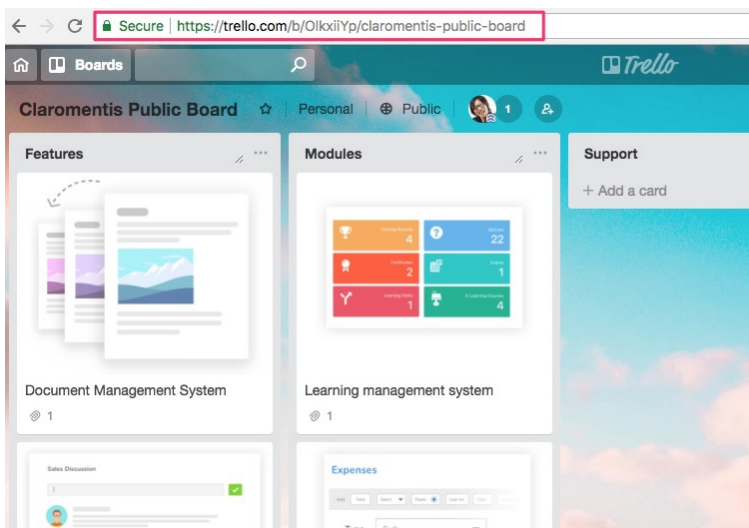 Secure | https://trello.com/b/OlkxiiYp/claromentis-public-board
Boards
Trello
Claromentis Public Board
Personal
Public
1
Features
Modules
Support
+ Add a card
4
22
2
1
1
4
Document Management System
Learning management system
1
1
Sales Discussion
Expenses